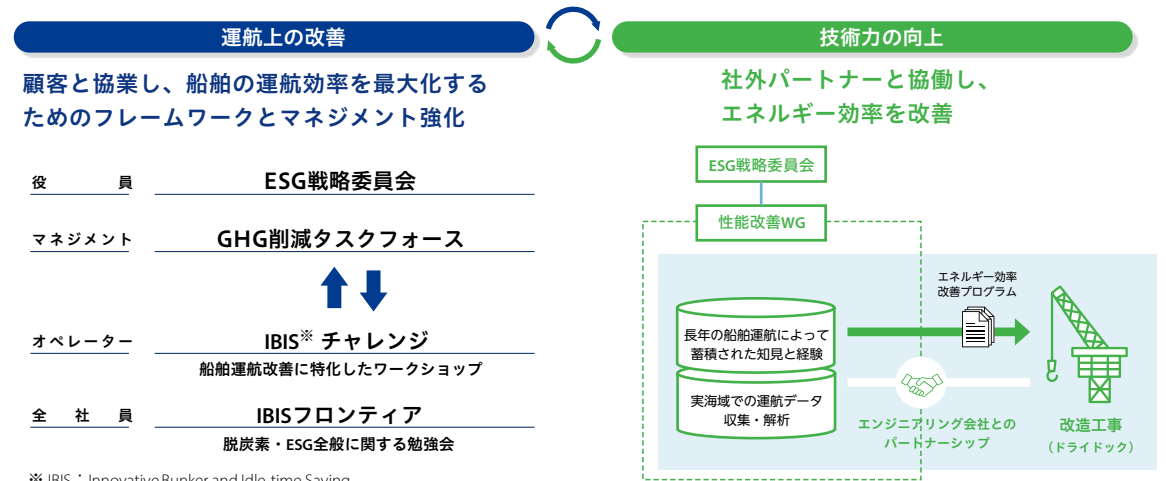 運航上の改善
技術力の向上
顧客と協業し、船舶の運航効率を最大化する
ためのフレームワークとマネジメント強化
役員 ESG戦略委員会
マネジメント GHG削減タスクフォース
オペレーター IBIS※ チャレンジ
船舶運航改善に特化したワークショップ
全社員 IBISフロンティア
脱炭素・ESG全般に関する勉強会
※ IBIS：Innovative Bunker and Idle-time Saving
社外パートナーと協働し、
エネルギー効率を改善
ESG戦略委員会
性能改善WG
エネルギー効率
改善プログラム
長年の船舶運航によって
蓄積された知見と経験
実海域での運航データ
収集・解析
エンジニアリング会社との
パートナーシップ
改造工事
（ドライドック）